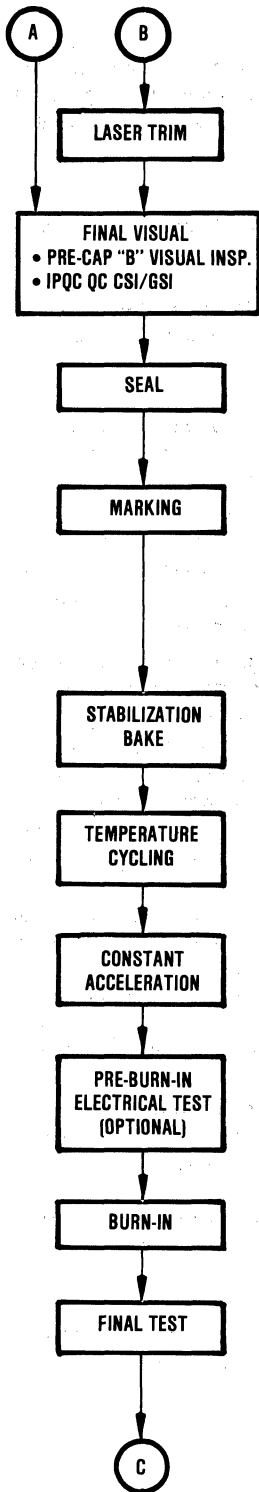 A
B
LASER TRIM
FINAL VISUAL
• PRE-CAP "B" VISUAL INSP.
• IPQC QC CSI/GSI
SEAL
MARKING
STABILIZATION
BAKE
TEMPERATURE
CYCLING
CONSTANT
ACCELERATION
PRE-BURN-IN
ELECTRICAL TEST
(OPTIONAL)
BURN-IN
FINAL TEST
C